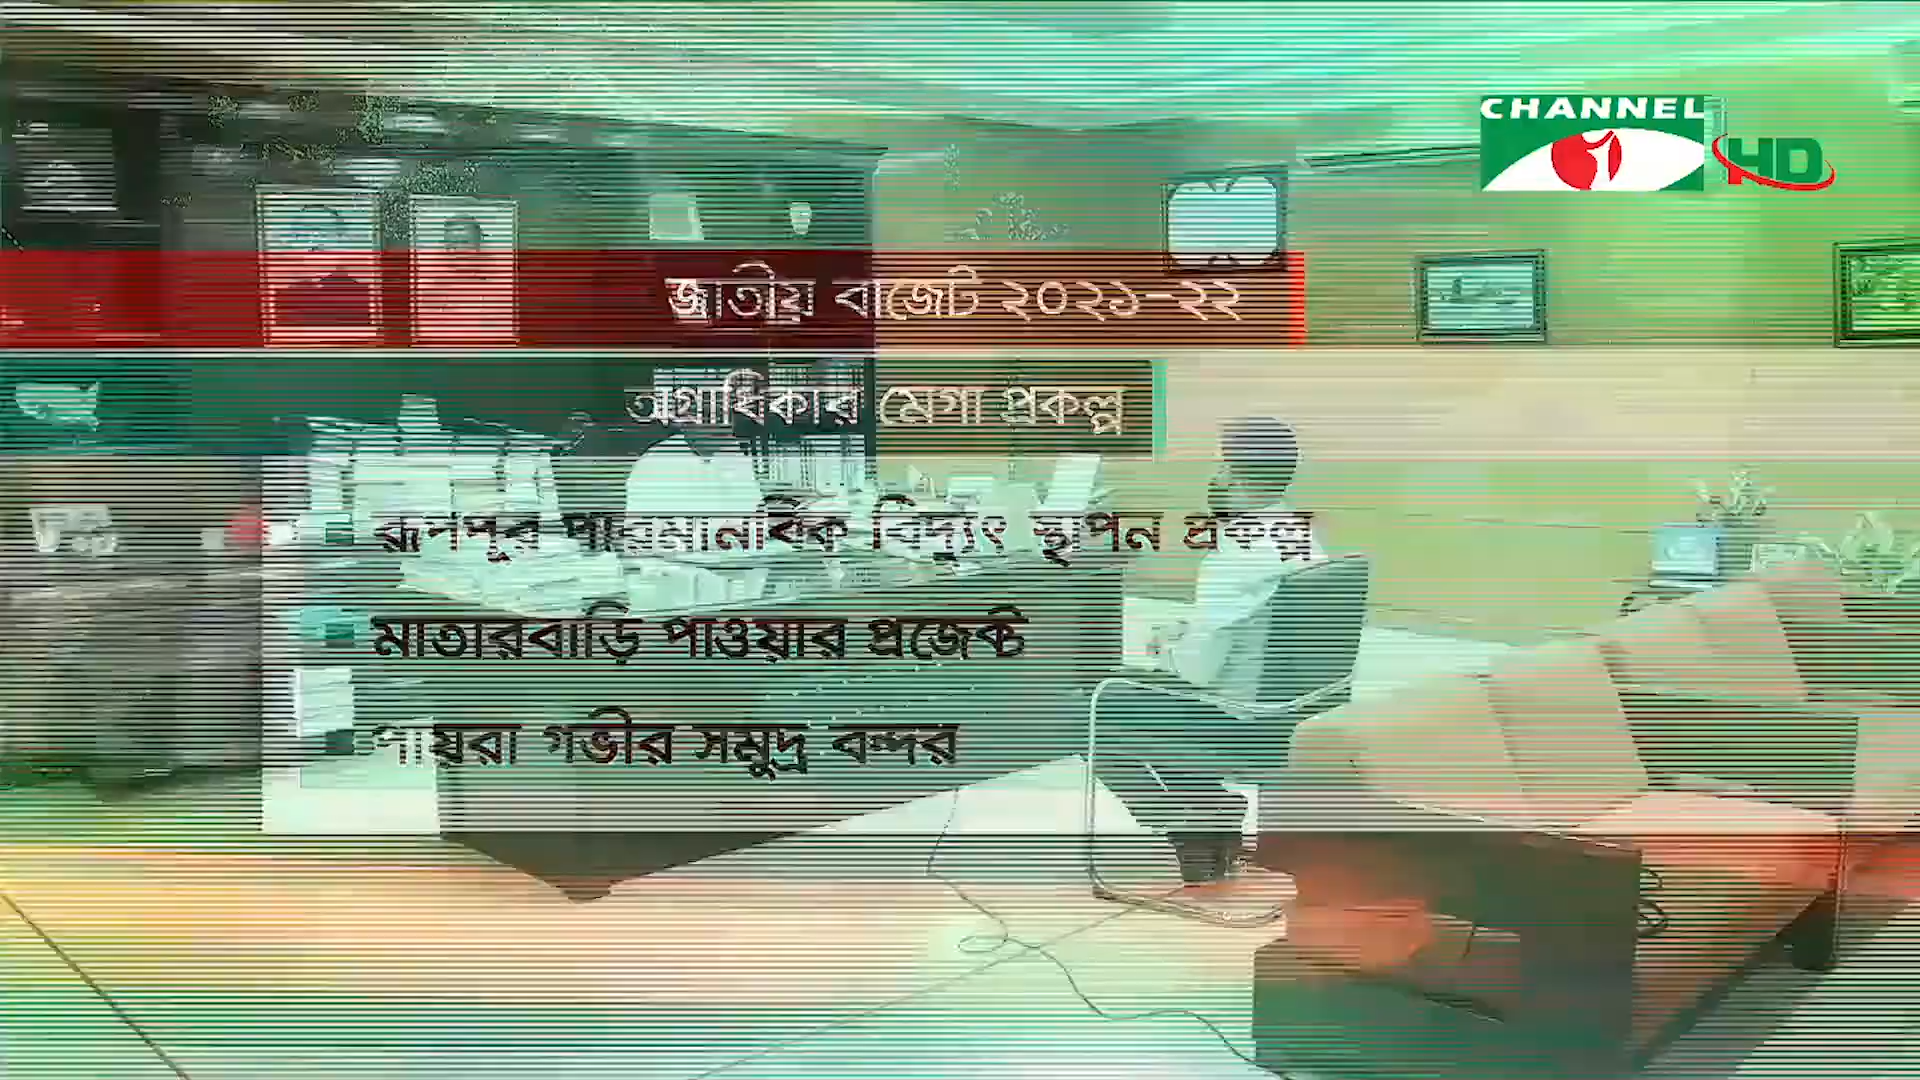 CHANNEL i HD
জাতীয় বাজেট ২০২১-২২
অগ্রাধিকার মেগা প্রকল্প
রূপপুর পারমানবিক বিদ্যুৎ স্থাপন প্রকল্প
মাতারবাড়ি পাওয়ার প্রজেক্ট
পায়রা গভীর সমুদ্র বন্দর